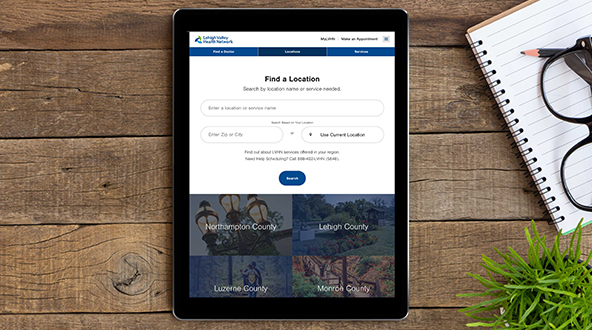 Lehigh Valley
Health Network
MyLVHN
Make an Appointment
Find a Doctor
Locations
Services
Find a Location
Search by location name or service needed.
Enter a location or service name
Search Based on Your Location
Enter Zip or City
or
Use Current Location
Find out about LVHN services offered in your region.
Need Help Scheduling? Call 888-402-LVHN (5846).
Search
Northampton County
Lehigh County
Luzerne County
Monroe County